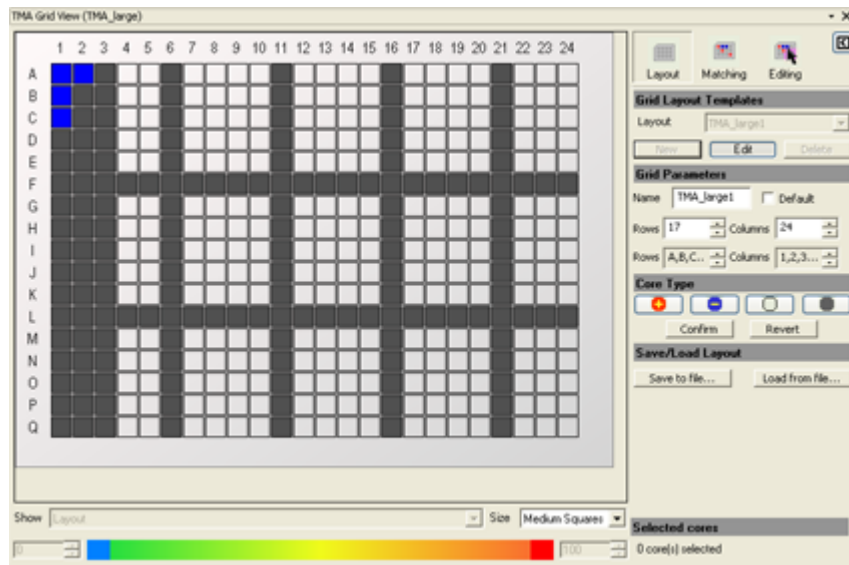 TMA Grid View (TMA_large)
1 2 3 4 5 6 7 8 9 10 11 12 13 14 15 16 17 18 19 20 21 22 23 24
A
B
C
D
E
F
G
H
I
J
K
L
M
N
O
P
Q
Show Layout Size Medium Squares
0 100
Layout Matching Editing
Grid Layout Templates
Layout TMA_large1
New Edit Delete
Grid Parameters
Name TMA_large1 Default
Rows 17 Columns 24
Rows A,B,C... Columns 1,2,3...
Core Type
Confirm Revert
Save/Load Layout
Save to file... Load from file...
Selected cores
0 core(s) selected